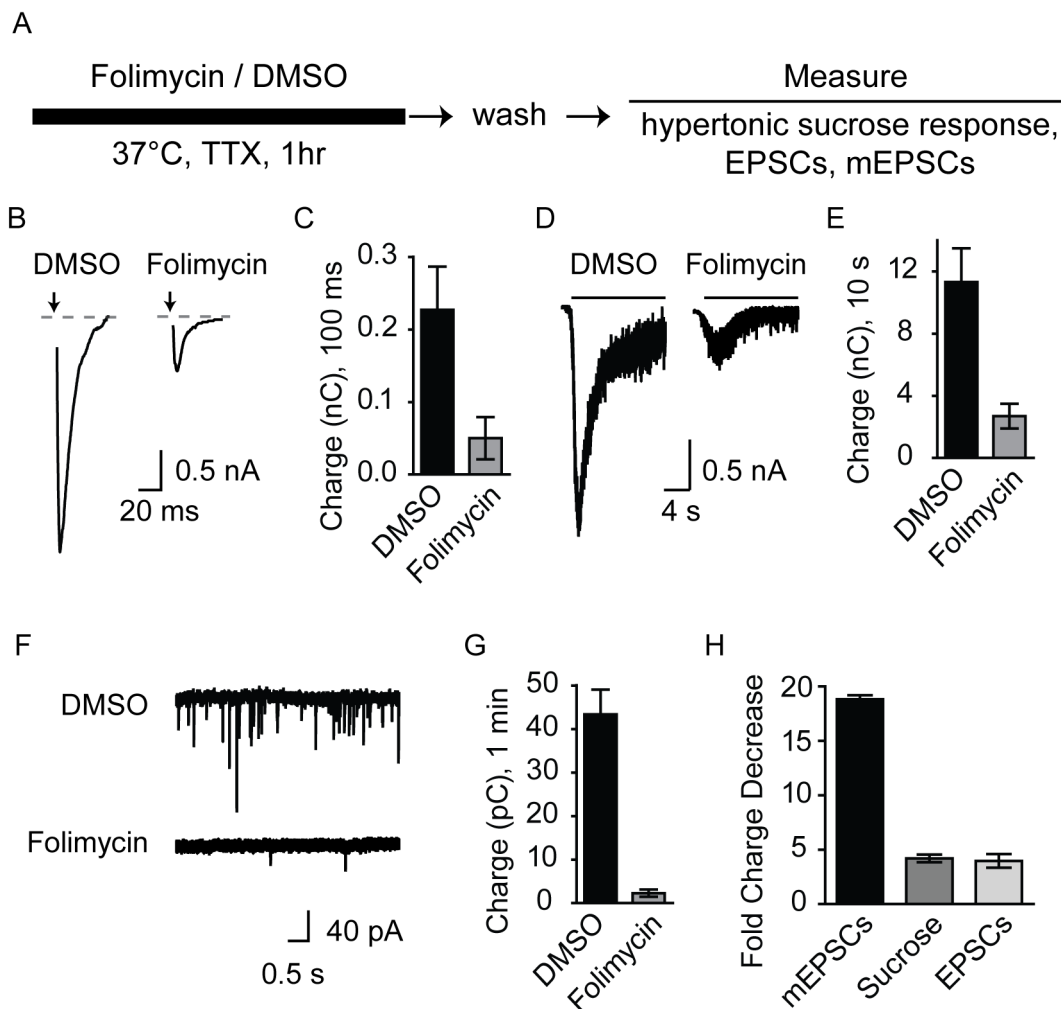 A
Folimycin / DMSO
37°C, TTX, 1hr
wash
Measure
hypertonic sucrose response,
EPSCs, mEPSCs
B
DMSO
Folimycin
0.5 nA
20 ms
C
Charge (nC), 100 ms
0.3
0.2
0.1
0.0
DMSO
Folimycin
D
DMSO
Folimycin
0.5 nA
4 s
E
Charge (nC), 10 s
12
8
4
0
DMSO
Folimycin
F
DMSO
Folimycin
40 pA
0.5 s
G
Charge (pC), 1 min
50
40
30
20
10
0
DMSO
Folimycin
H
Fold Charge Decrease
20
15
10
5
0
mEPSCs
Sucrose
EPSCs